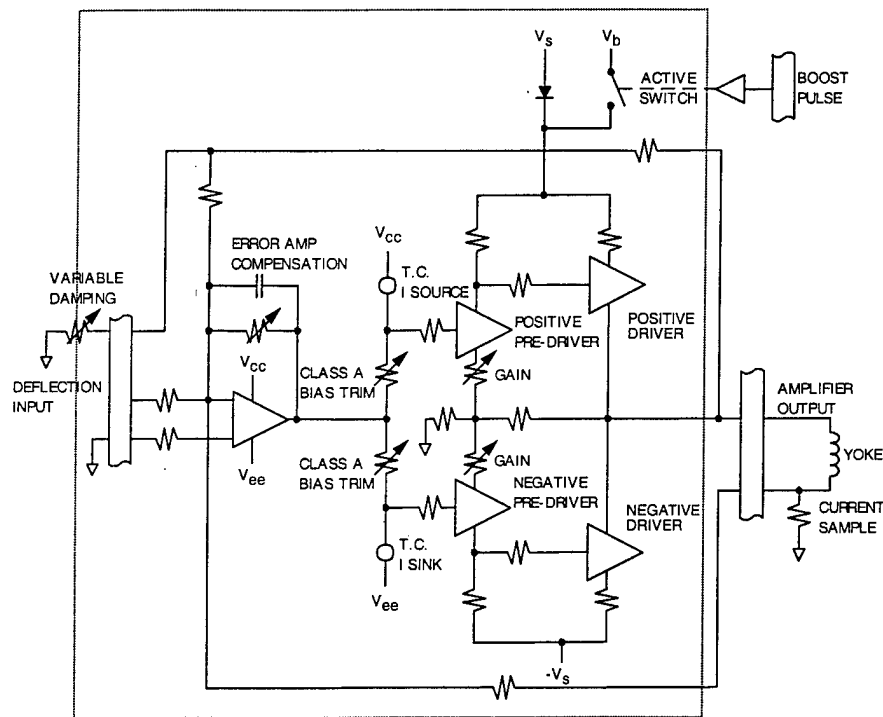 Vs
Vb
ACTIVE
SWITCH
BOOST
PULSE
ERROR AMP
COMPENSATION
Vcc
T.C.
I SOURCE
VARIABLE
DAMPING
POSITIVE
PRE-DRIVER
POSITIVE
DRIVER
DEFLECTION
INPUT
Vcc
CLASS A
BIAS TRIM
GAIN
AMPLIFIER
OUTPUT
YOKE
Vee
CLASS A
BIAS TRIM
GAIN
NEGATIVE
PRE-DRIVER
NEGATIVE
DRIVER
CURRENT
SAMPLE
T.C.
I SINK
Vee
-Vs